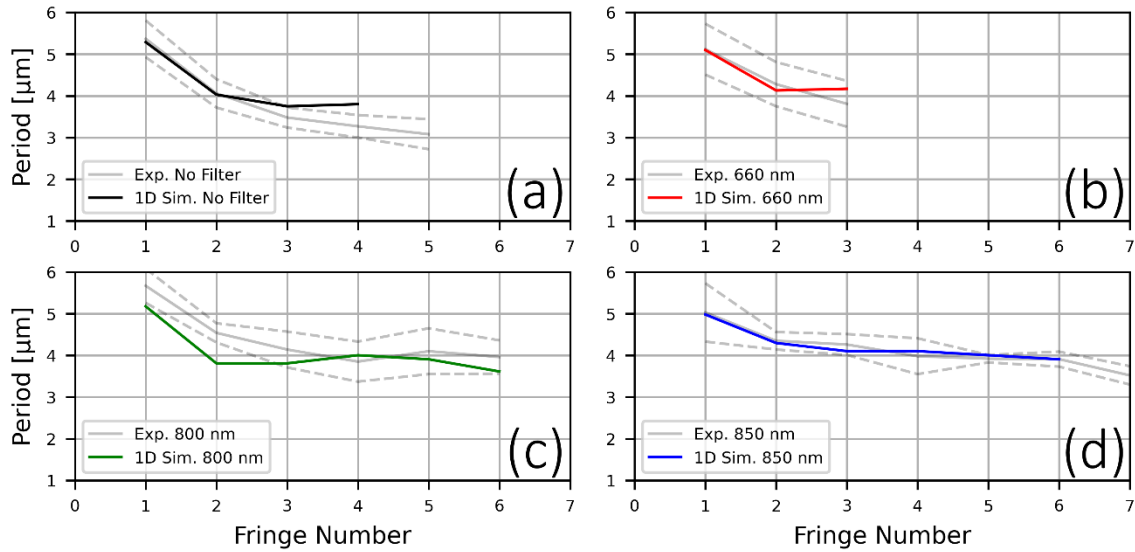 6
5
4
3
2
1
Period [μm]
Exp. No Filter
1D Sim. No Filter
(a)
0 1 2 3 4 5 6 7
6
5
4
3
2
1
Exp. 660 nm
1D Sim. 660 nm
(b)
0 1 2 3 4 5 6 7
6
5
4
3
2
1
Period [μm]
Exp. 800 nm
1D Sim. 800 nm
(c)
0 1 2 3 4 5 6 7
Fringe Number
6
5
4
3
2
1
Exp. 850 nm
1D Sim. 850 nm
(d)
0 1 2 3 4 5 6 7
Fringe Number